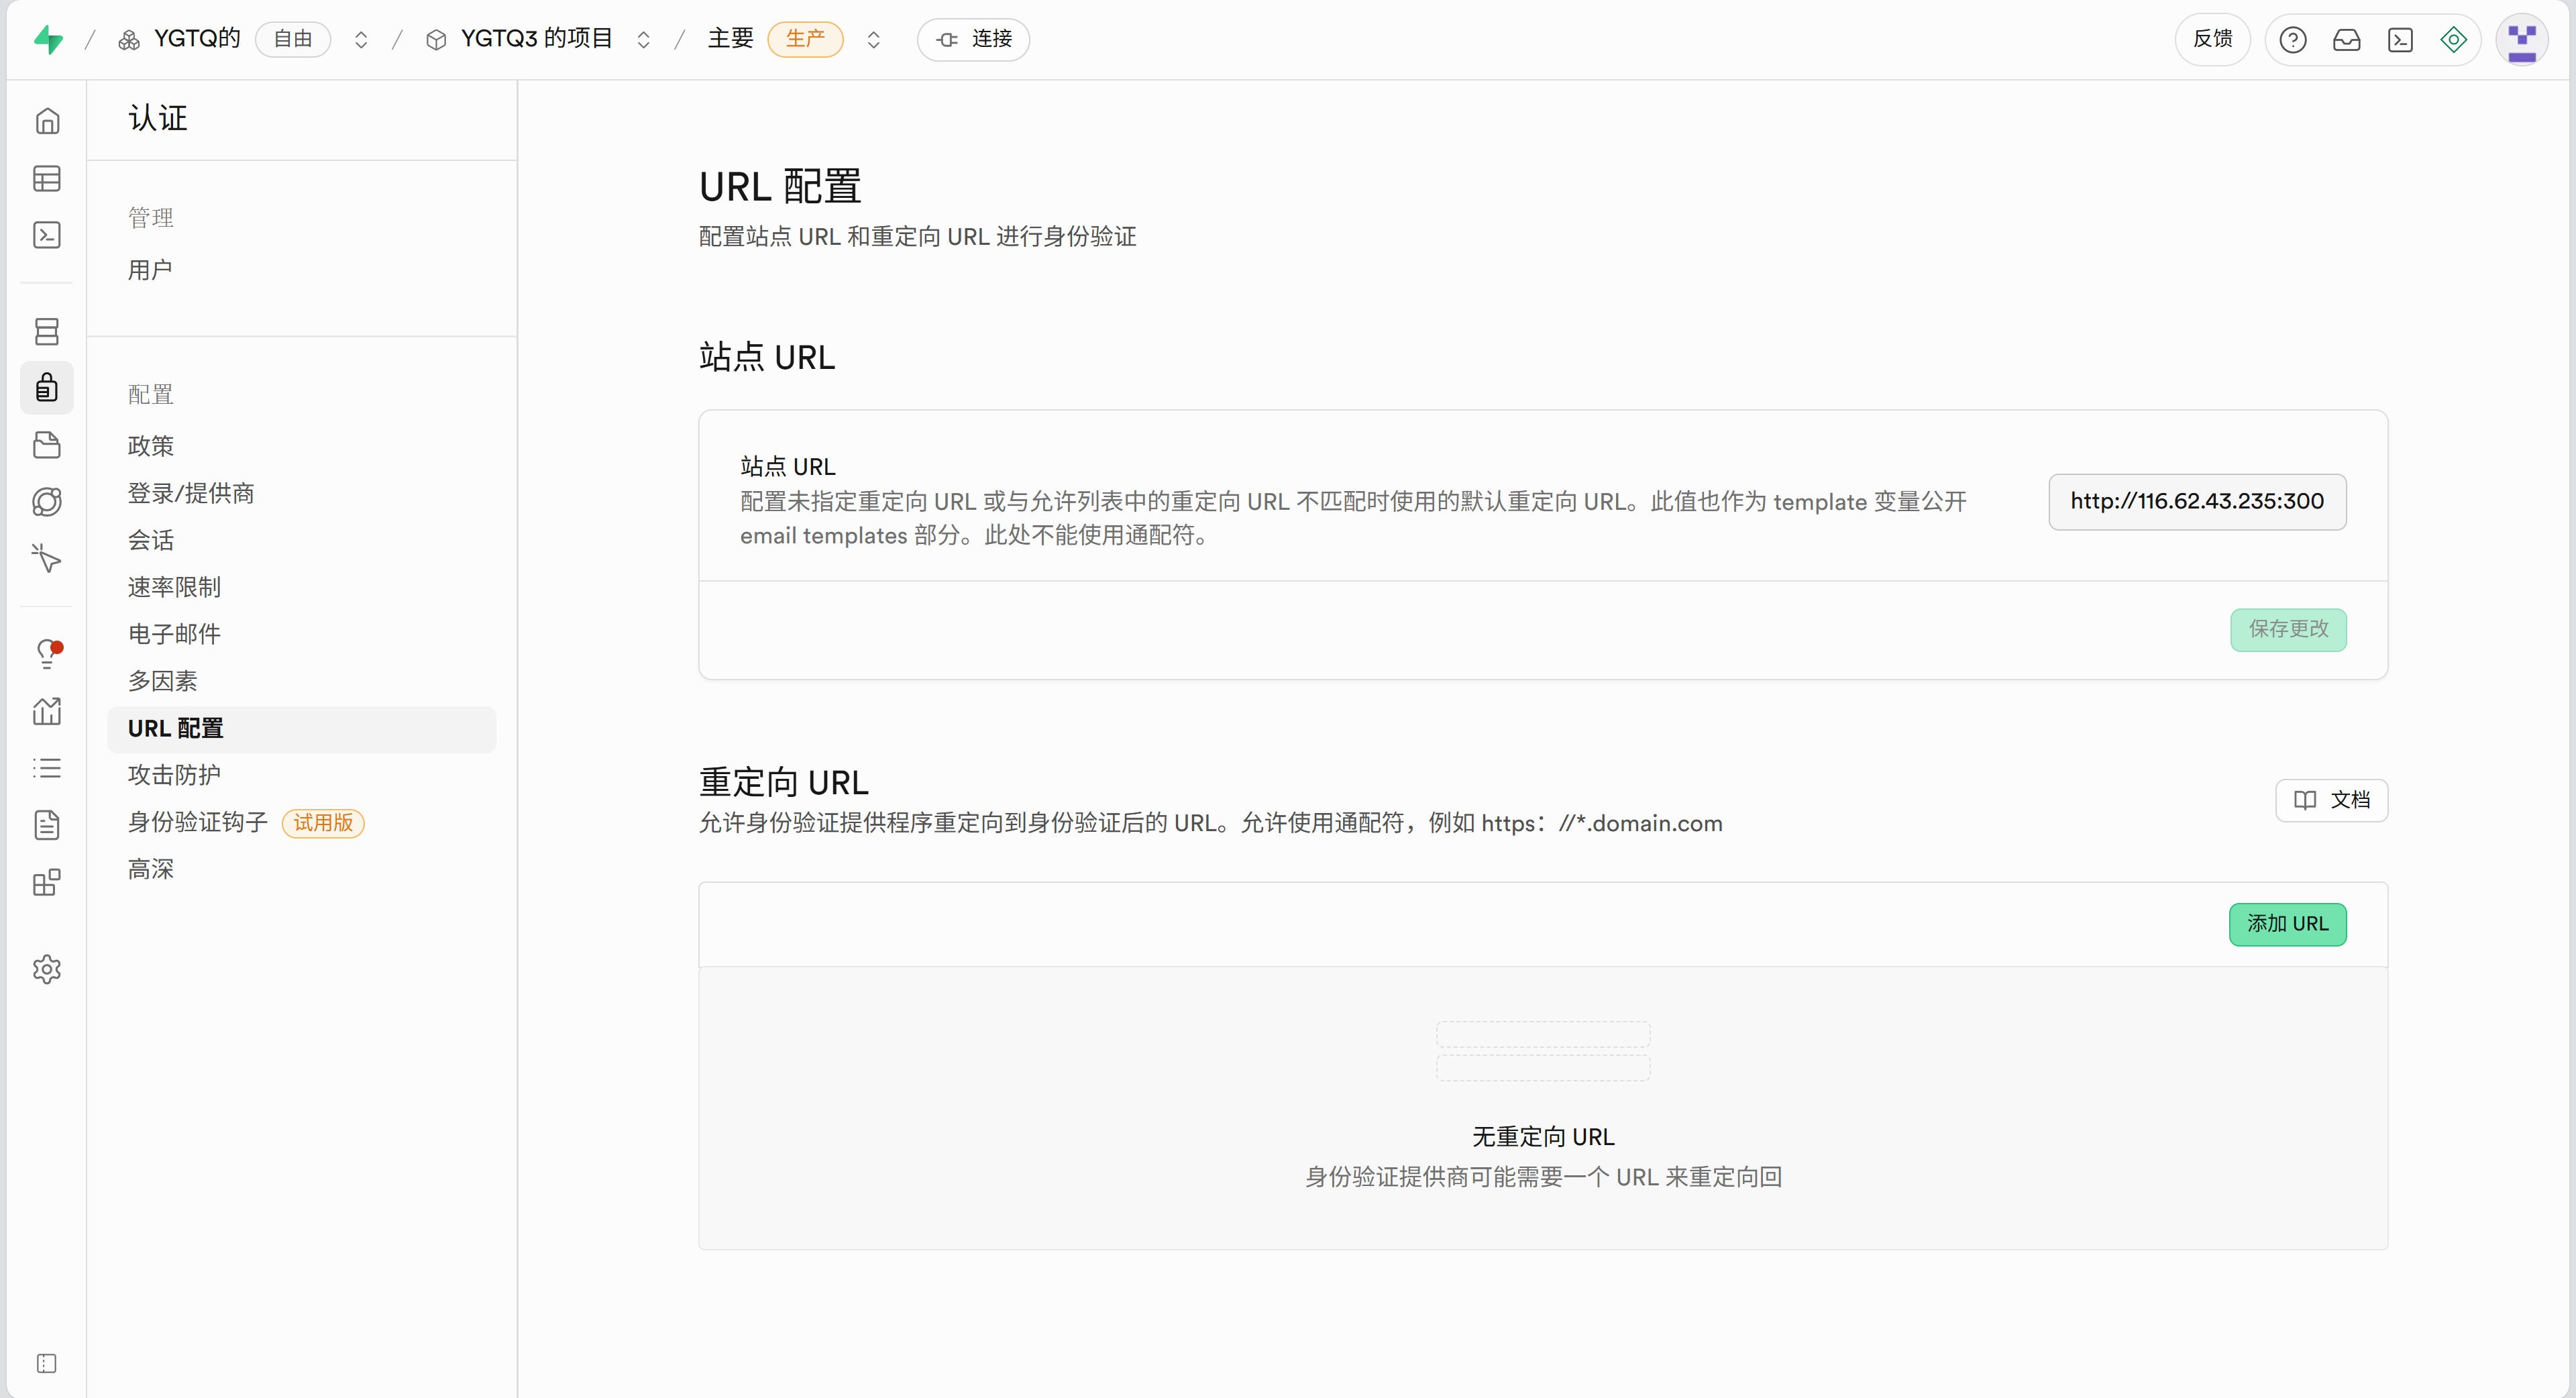 YGTQ的 自由 YGTQ3 的项目 主要 生产 连接 反馈
认证
管理
用户
配置
政策
登录/提供商
会话
速率限制
电子邮件
多因素
URL 配置
攻击防护
身份验证钩子 试用版
高深
URL 配置
配置站点 URL 和重定向 URL 进行身份验证
站点 URL
站点 URL
配置未指定重定向 URL 或与允许列表中的重定向 URL 不匹配时使用的默认重定向 URL。此值也作为 template 变量公开
email templates 部分。此处不能使用通配符。
http://116.62.43.235:300
保存更改
重定向 URL
允许身份验证提供程序重定向到身份验证后的 URL。允许使用通配符，例如 https：//*.domain.com
文档
添加 URL
无重定向 URL
身份验证提供商可能需要一个 URL 来重定向回